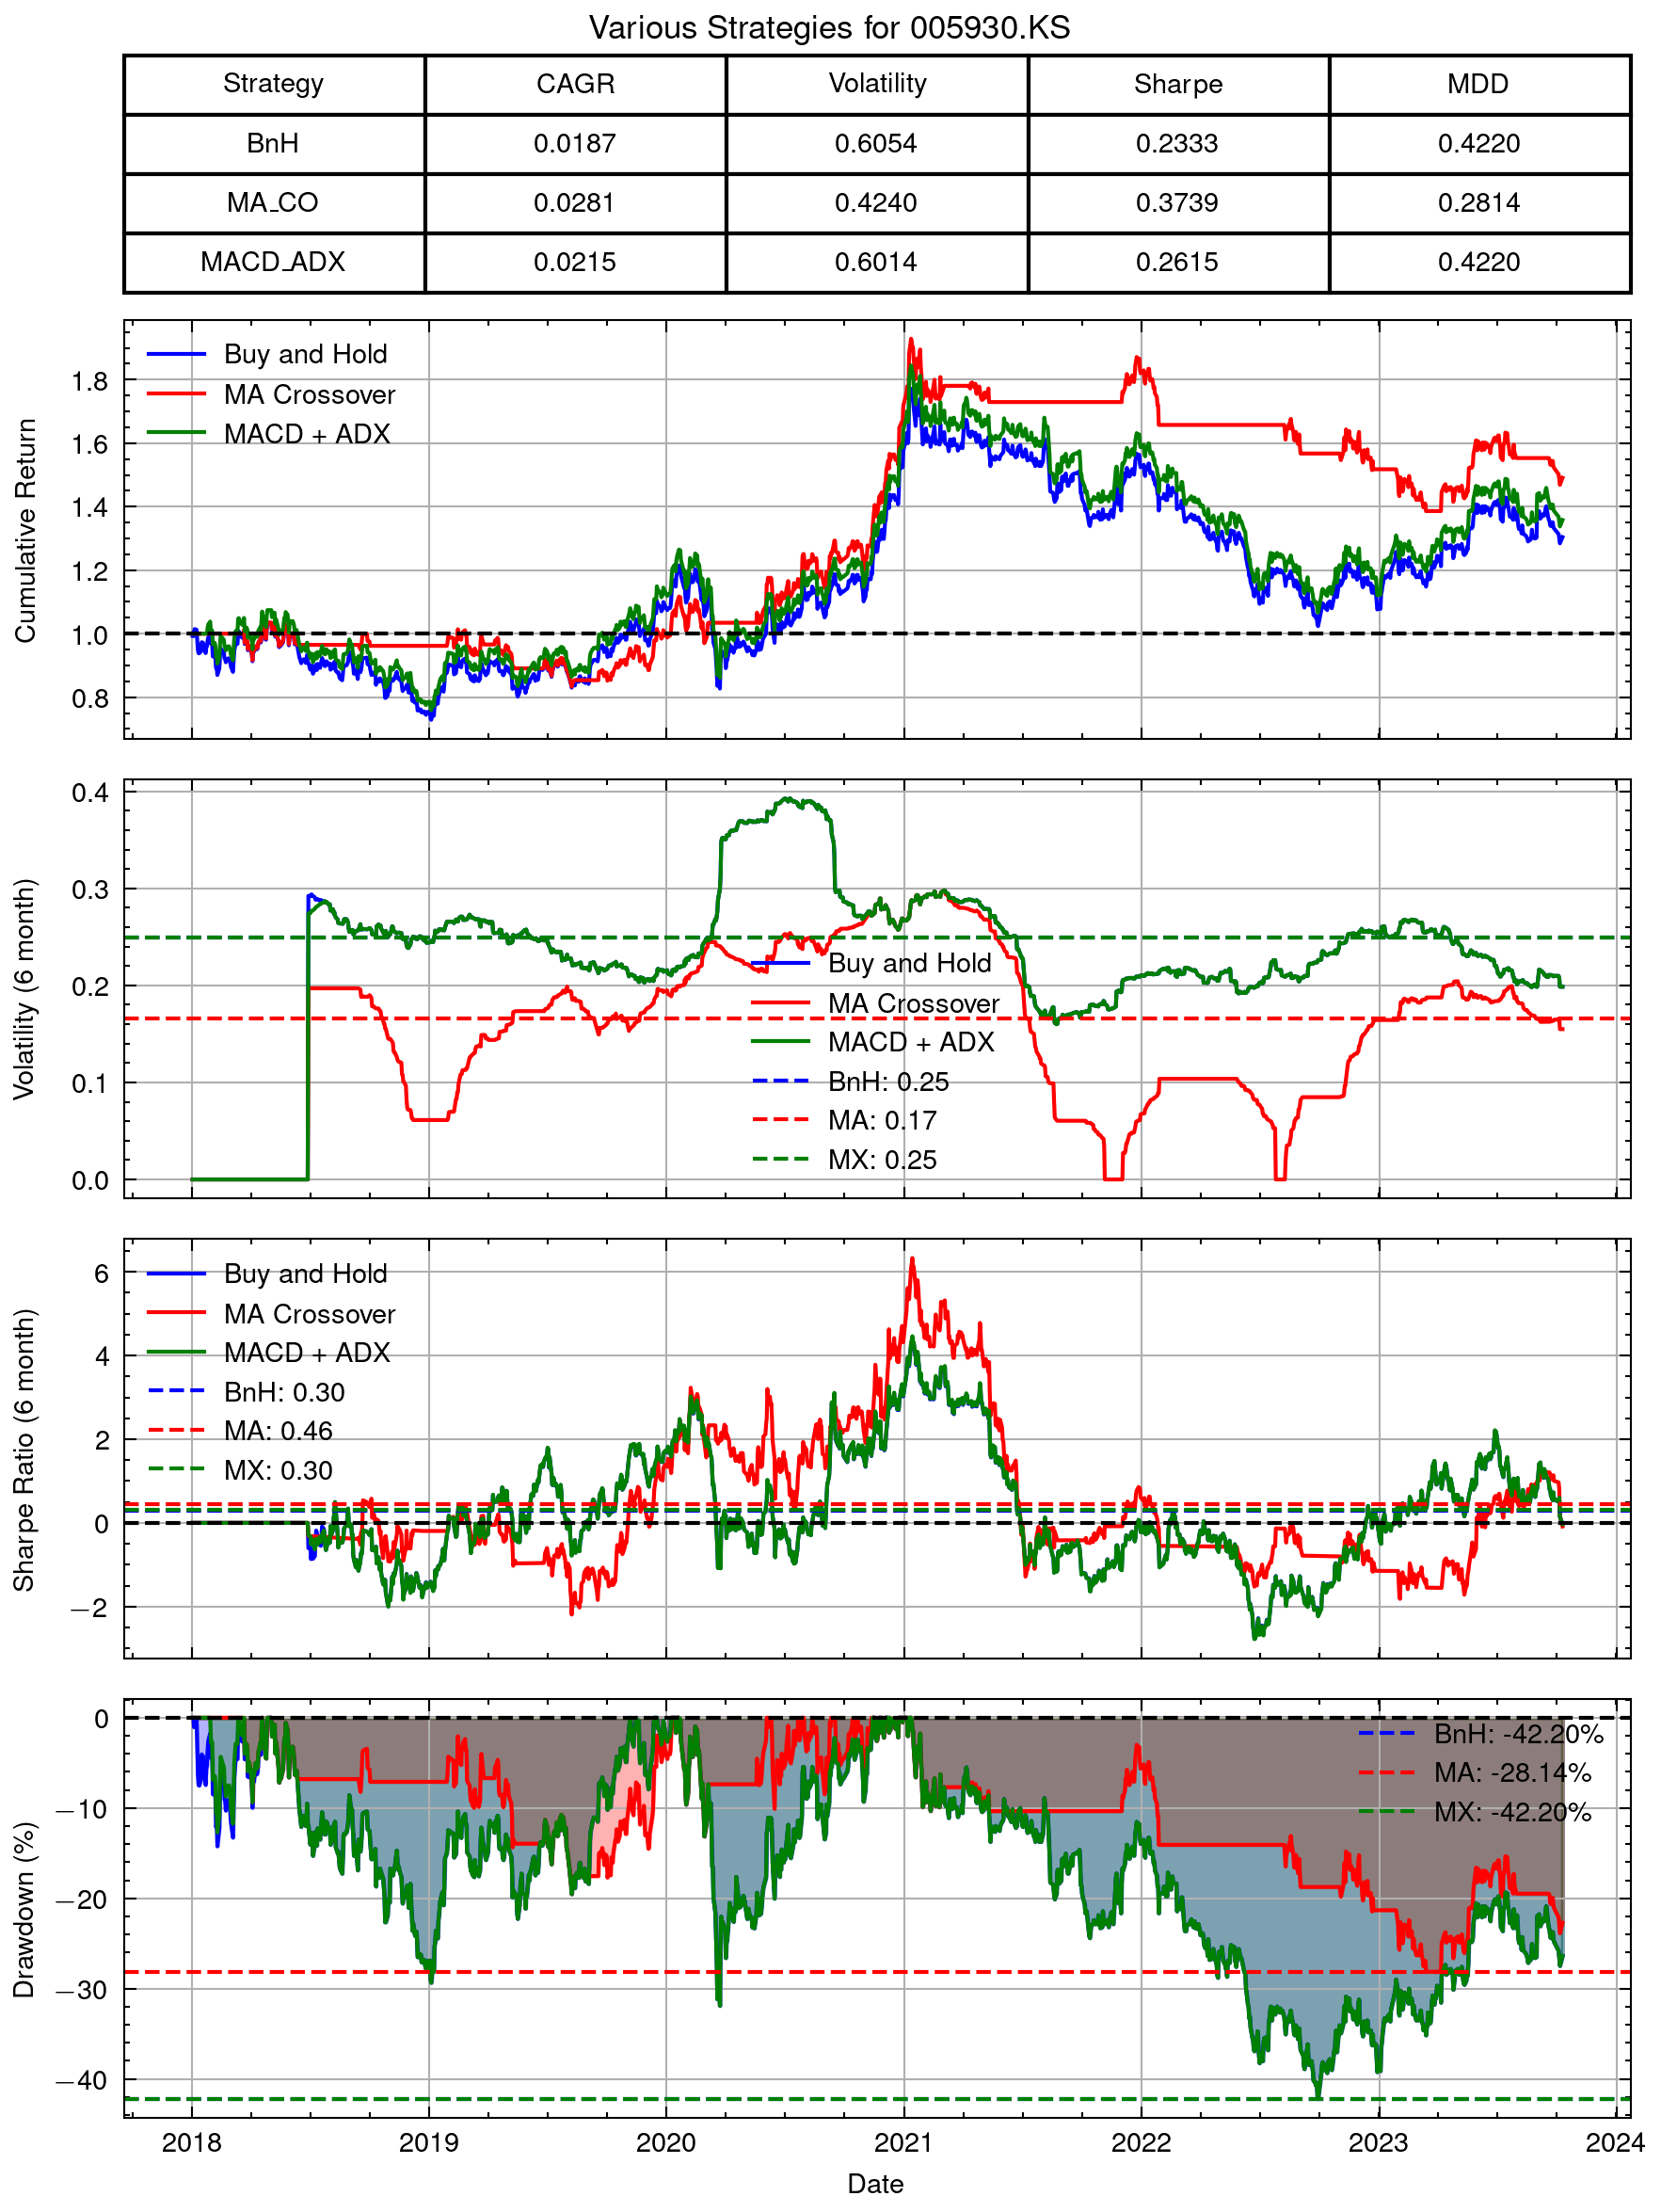 Various Strategies for 005930.KS
Strategy CAGR Volatility Sharpe MDD
BnH 0.0187 0.6054 0.2333 0.4220
MA_CO 0.0281 0.4240 0.3739 0.2814
MACD_ADX 0.0215 0.6014 0.2615 0.4220
Cumulative Return
1.8
1.6
1.4
1.2
1.0
0.8
Buy and Hold
MA Crossover
MACD + ADX
Volatility (6 month)
0.4
0.3
0.2
0.1
0.0
Buy and Hold
MA Crossover
MACD + ADX
BnH: 0.25
MA: 0.17
MX: 0.25
Sharpe Ratio (6 month)
6
4
2
0
−2
Buy and Hold
MA Crossover
MACD + ADX
BnH: 0.30
MA: 0.46
MX: 0.30
Drawdown (%)
0
−10
−20
−30
−40
BnH: -42.20%
MA: -28.14%
MX: -42.20%
2018 2019 2020 2021 2022 2023 2024
Date